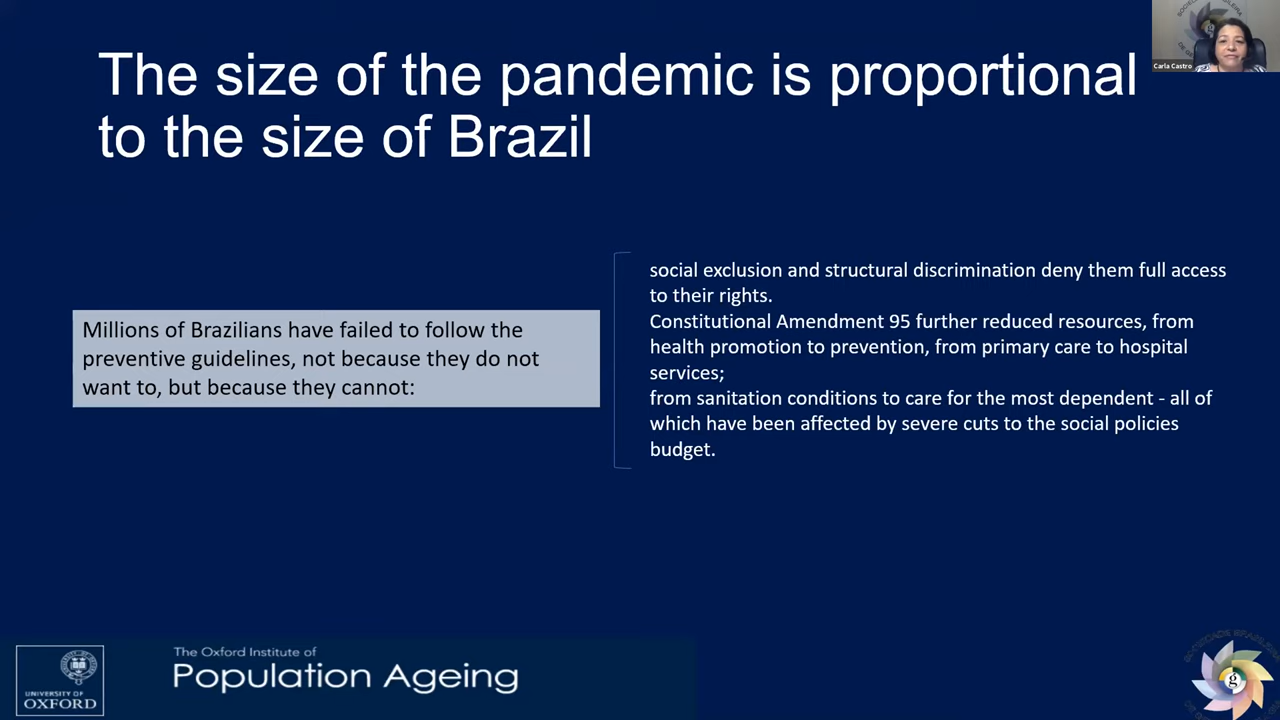 The size of the pandemic is proportional
to the size of Brazil
Carla Castro
Millions of Brazilians have failed to follow the
preventive guidelines, not because they do not
want to, but because they cannot:
social exclusion and structural discrimination deny them full access
to their rights.
Constitutional Amendment 95 further reduced resources, from
health promotion to prevention, from primary care to hospital
services;
from sanitation conditions to care for the most dependent - all of
which have been affected by severe cuts to the social policies
budget.
UNIVERSITY OF
OXFORD
The Oxford Institute of
Population Ageing
SOCIEDADE BRASILEIRA
g